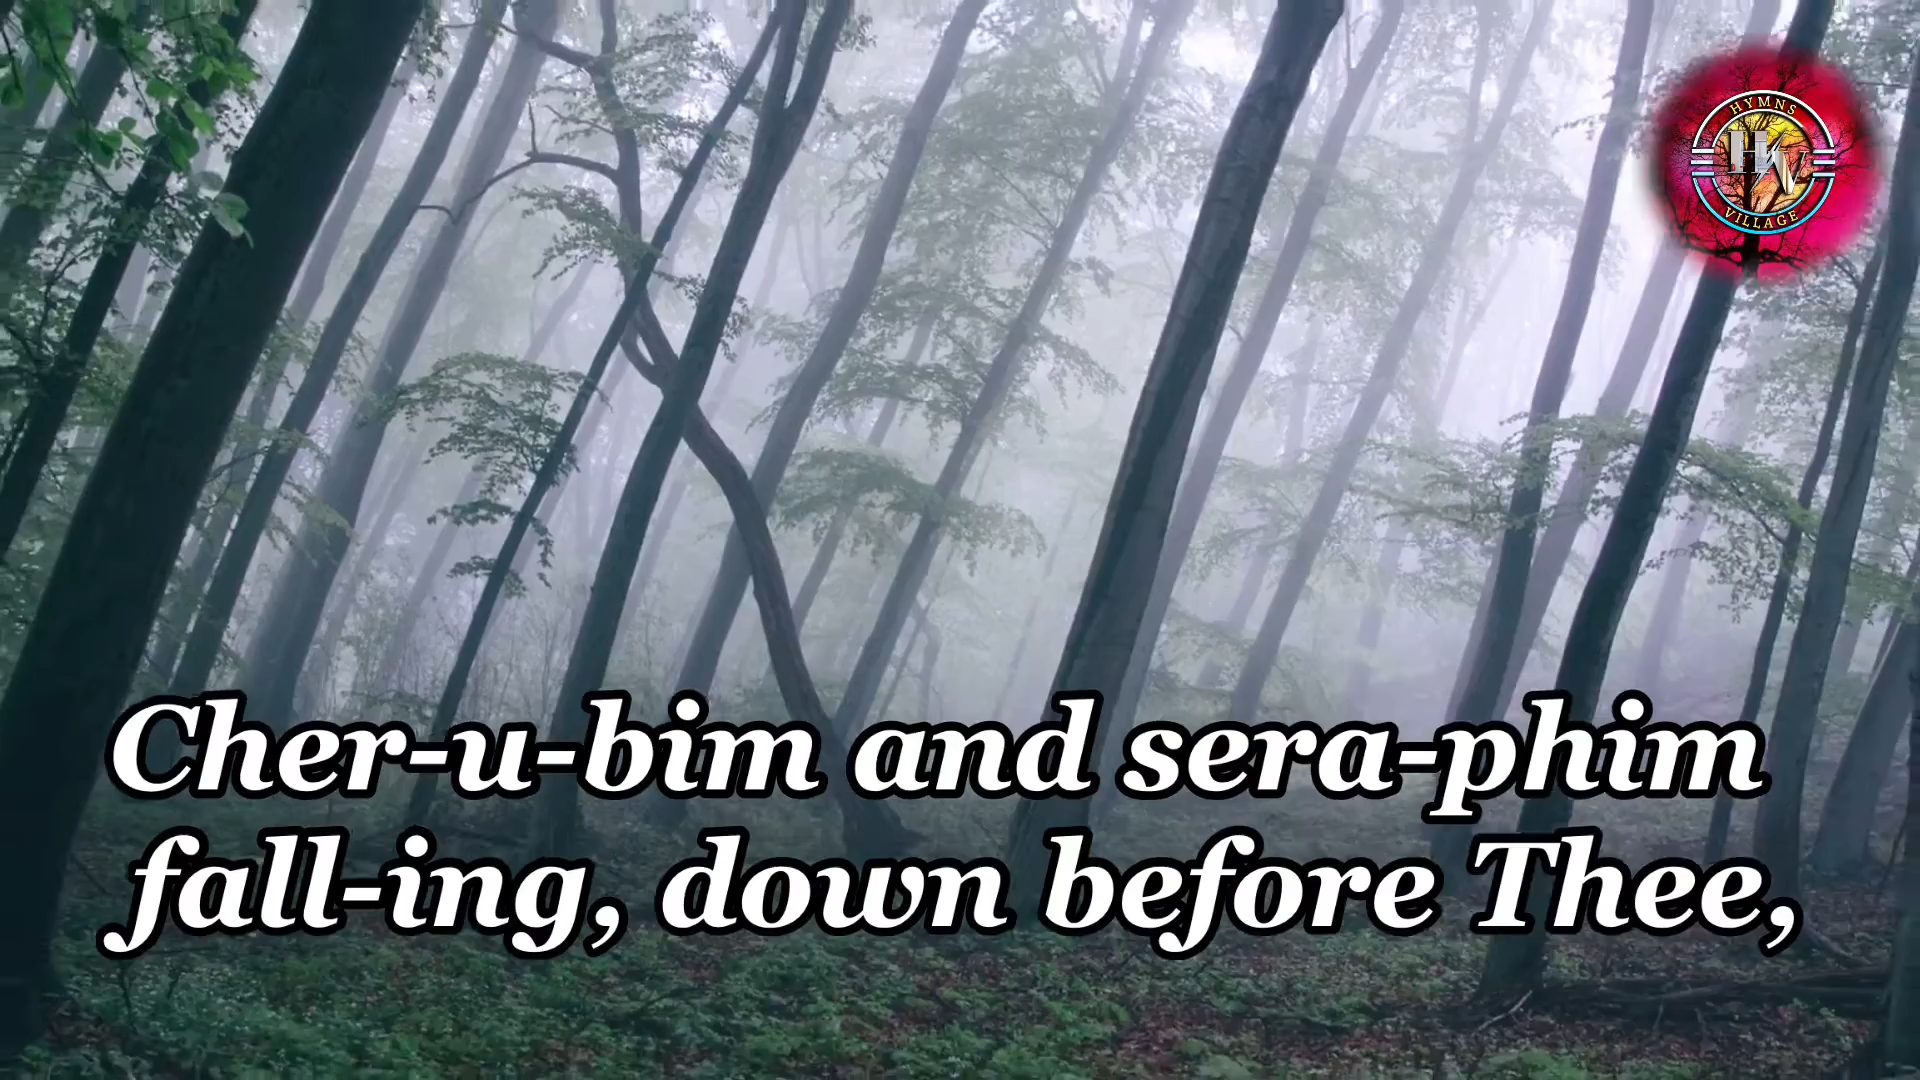 HYMNS
HV
VILLAGE
Cher-u-bim and sera-phim
fall-ing, down before Thee,